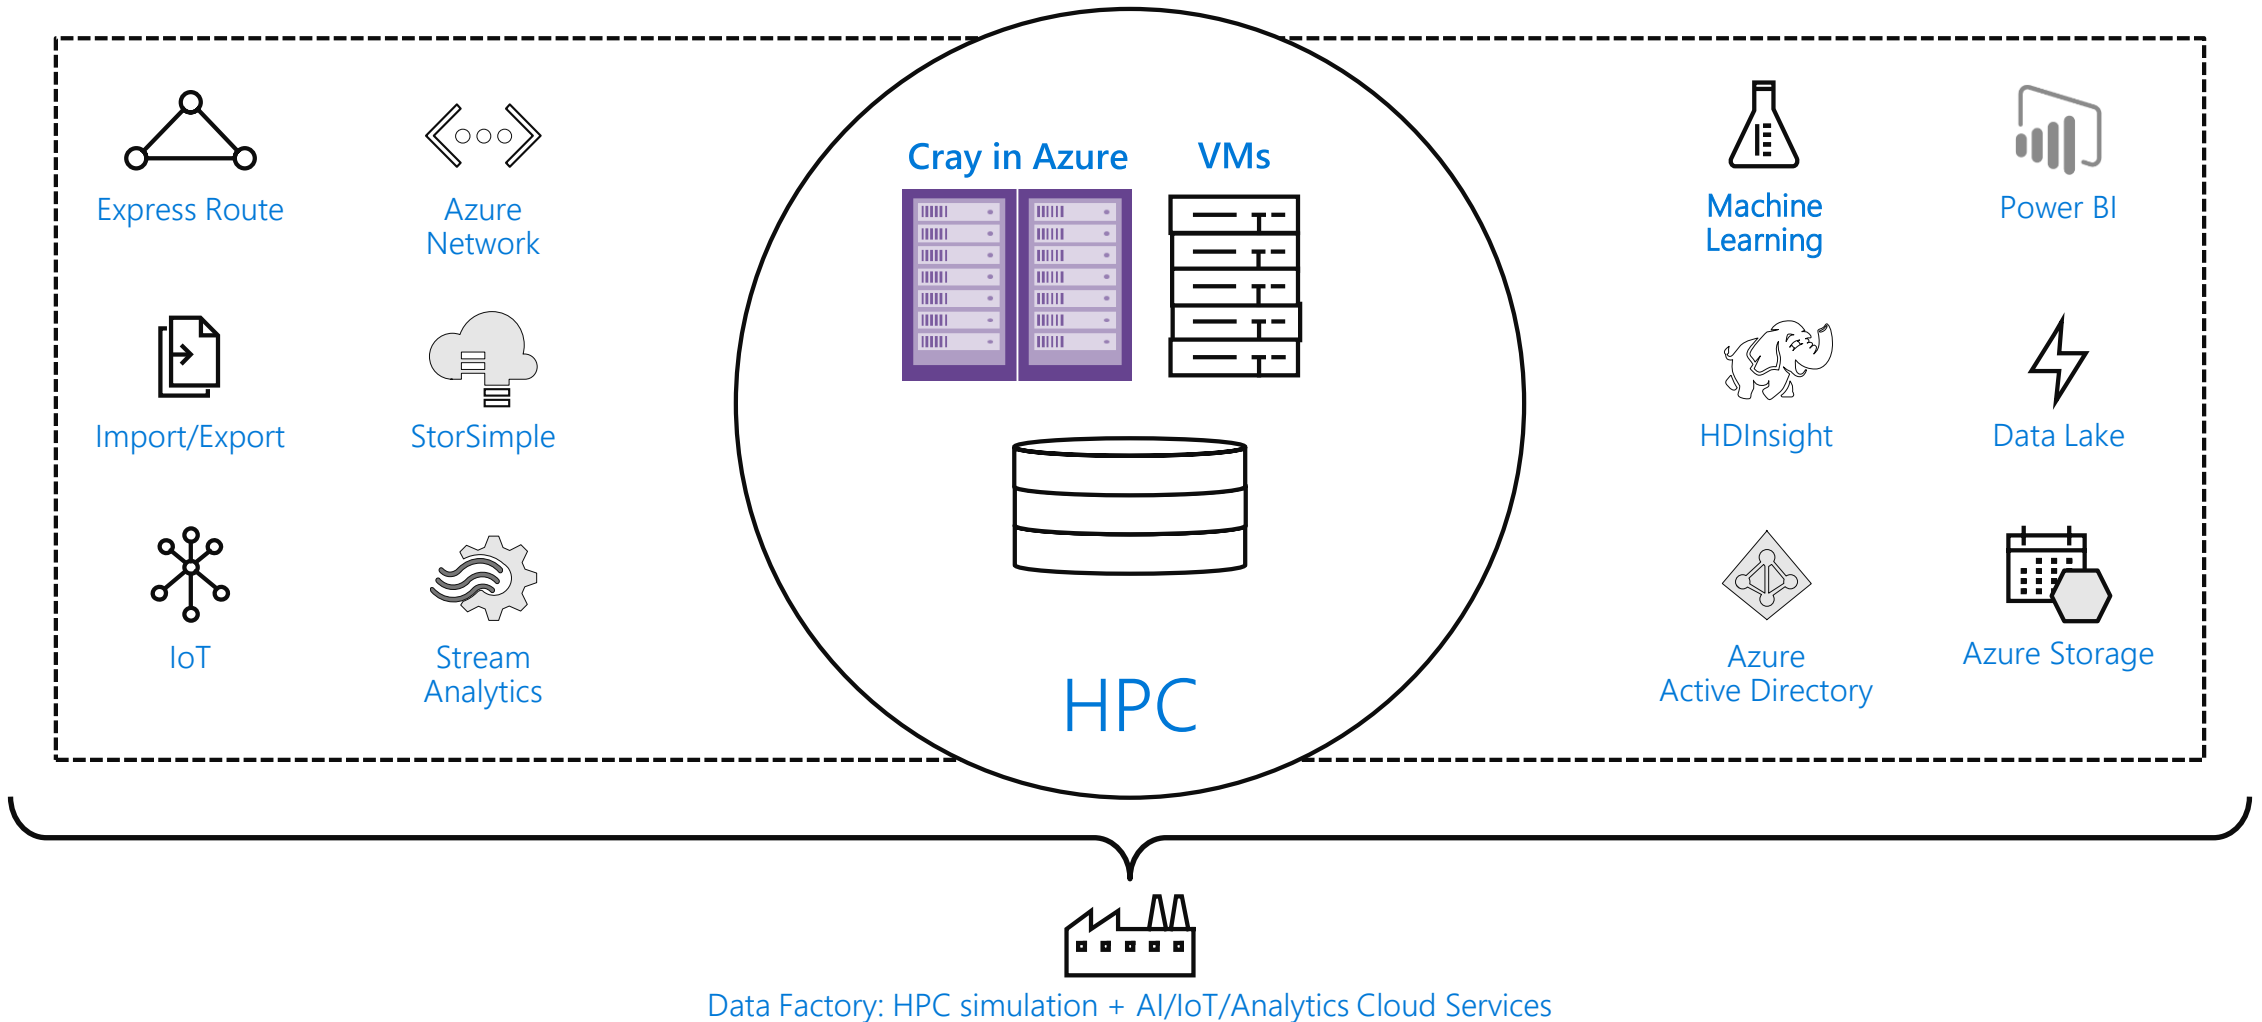 Cray in Azure
VMs
HPC
Express Route
Azure
Network
Import/Export
StorSimple
IoT
Stream
Analytics
Machine
Learning
Power BI
HDInsight
Data Lake
Azure
Active Directory
Azure Storage
Data Factory: HPC simulation + AI/IoT/Analytics Cloud Services